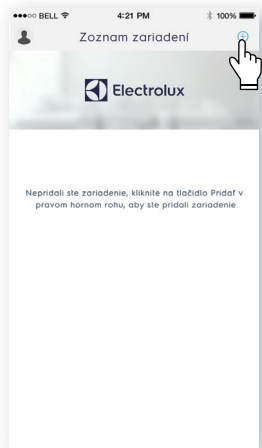 BELL 4:21 PM 100%
Zoznam zariadení
Electrolux
Nepridali ste zariadenie, kliknite na tlačidlo Pridať v
pravom hornom rohu, aby ste pridali zariadenie